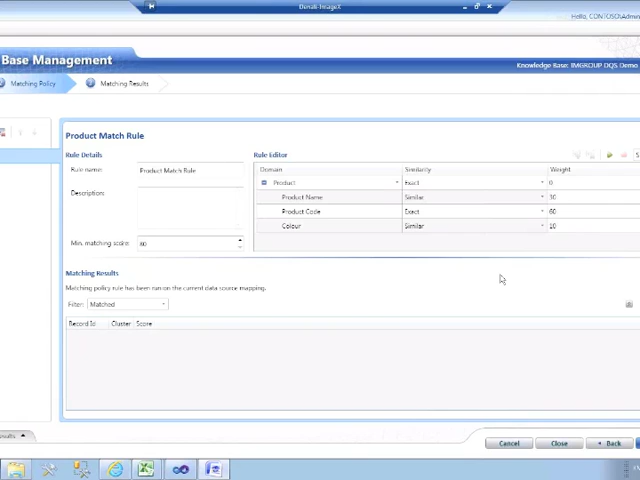 Denali-ImageX
Hello, CONTOSO\Admin
Base Management
Knowledge Base: IMGROUP DQS Demo
Matching Policy
Matching Results
Product Match Rule
Rule Details
Rule Editor
Rule name:
Product Match Rule
Domain
Similarity
Weight
Product
Exact
0
Description:
Product Name
Similar
30
Product Code
Exact
60
Colour
Similar
10
Min. matching score:
80
Matching Results
Matching policy rule has been run on the current data source mapping.
Filter:
Matched
Record Id
Cluster
Score
Cancel
Close
Back